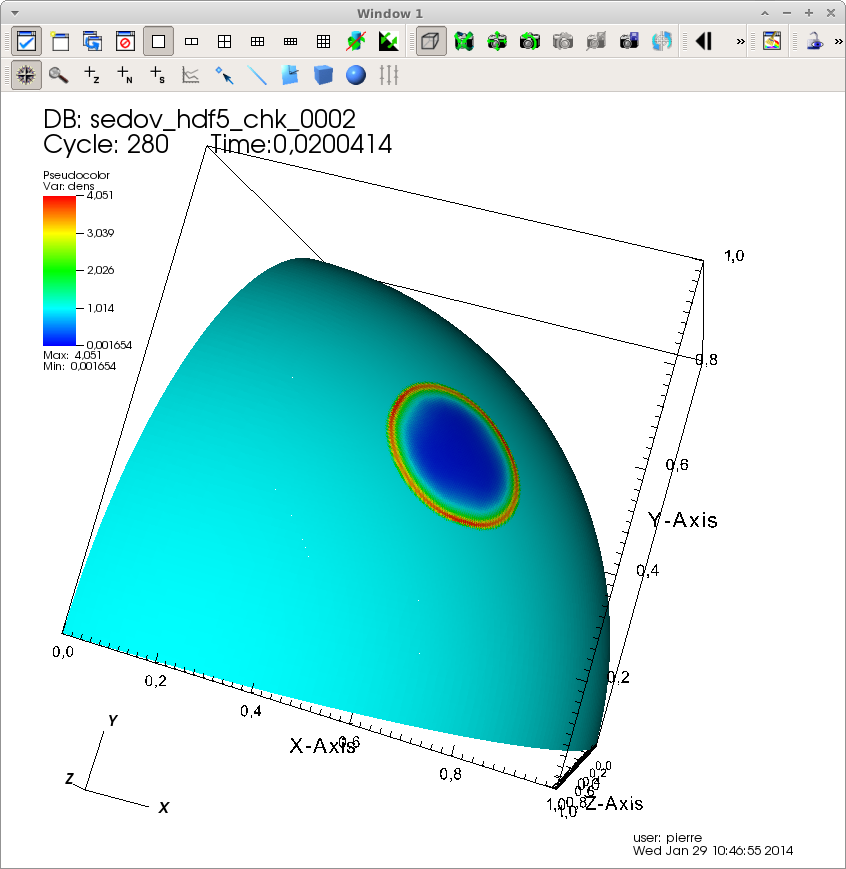 Window 1
DB: sedov_hdf5_chk_0002
Cycle: 280 Time:0,0200414
Pseudocolor
Var: dens
4,051
3,039
2,026
1,014
0,001654
Max: 4,051
Min: 0,001654
1,0
0,8
0,6
Y-Axis
0,4
0,2
0,0
0,2
0,4
0,6
X-Axis
0,8
1,0
0,0
0,2
0,4
0,6
0,8
1,0
Z-Axis
Y
Z
X
user: pierre
Wed Jan 29 10:46:55 2014